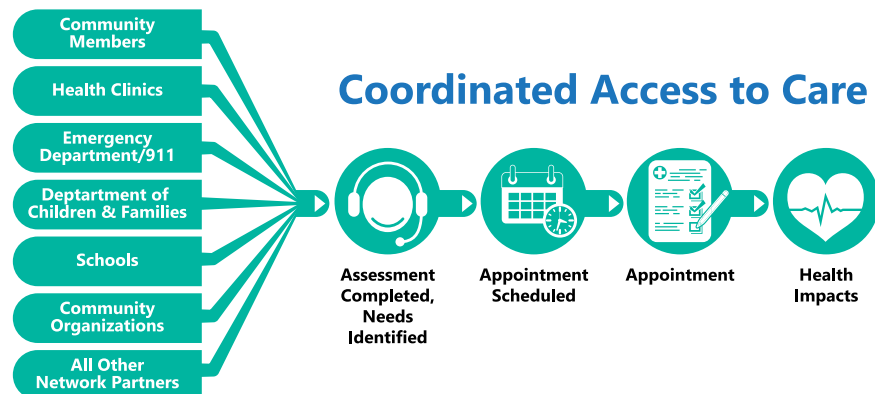 Community
Members
Health Clinics
Emergency
Department/911
Deptartment of
Children & Families
Schools
Community
Organizations
All Other
Network Partners
Coordinated Access to Care
Assessment
Completed,
Needs
Identified
Appointment
Scheduled
Appointment
Health
Impacts